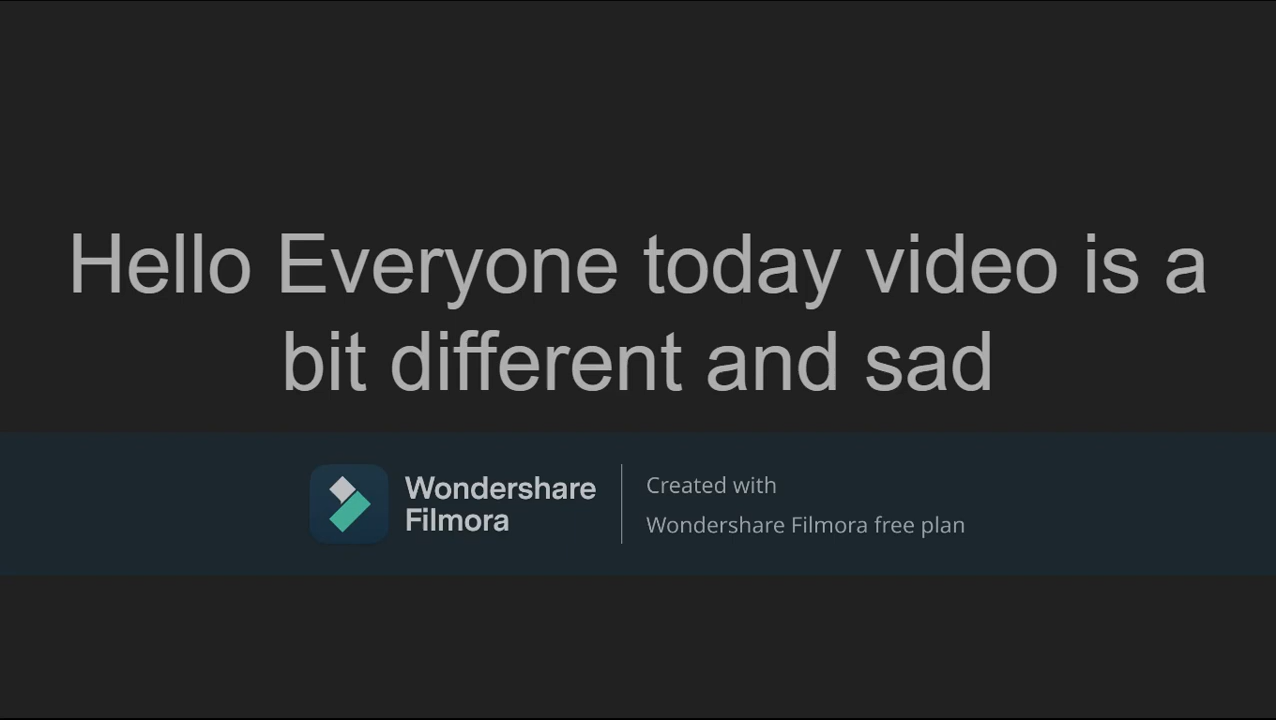 Hello Everyone today video is a
bit different and sad
Wondershare
Filmora
Created with
Wondershare Filmora free plan